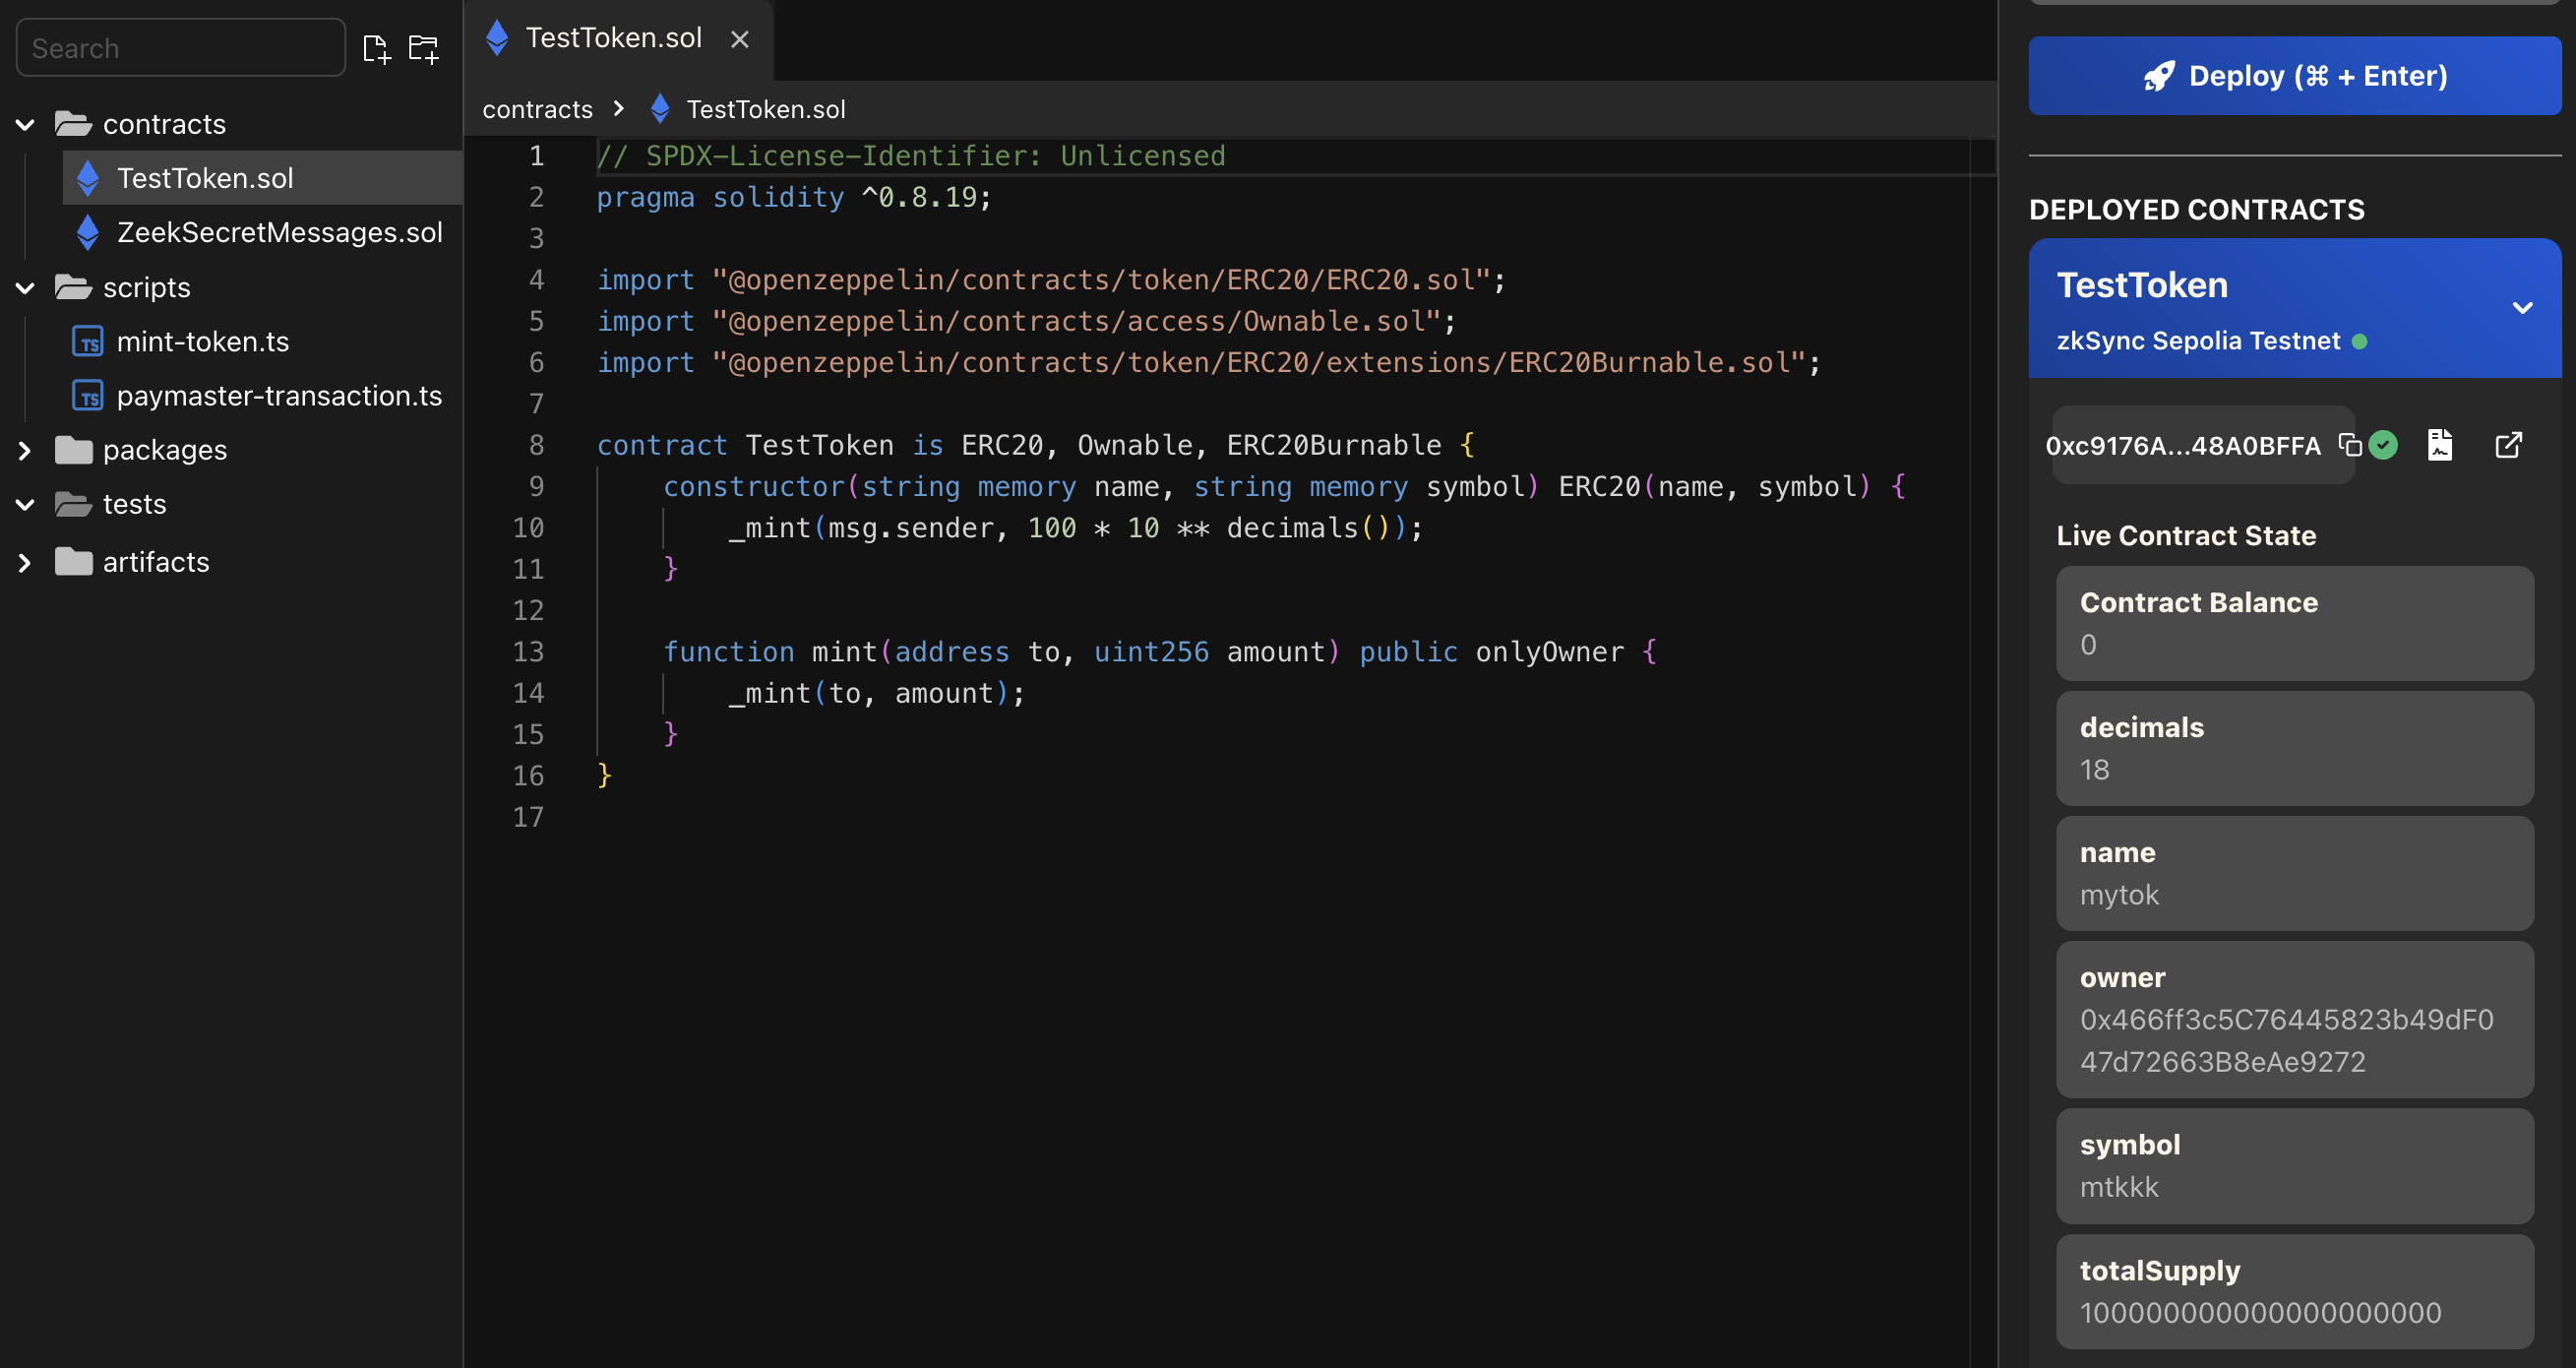 Search
contracts
TestToken.sol
ZeekSecretMessages.sol
scripts
mint-token.ts
paymaster-transaction.ts
packages
tests
artifacts
TestToken.sol
contracts > TestToken.sol
1 // SPDX-License-Identifier: Unlicensed
2 pragma solidity ^0.8.19;
3
4 import "@openzeppelin/contracts/token/ERC20/ERC20.sol";
5 import "@openzeppelin/contracts/access/Ownable.sol";
6 import "@openzeppelin/contracts/token/ERC20/extensions/ERC20Burnable.sol";
7
8 contract TestToken is ERC20, Ownable, ERC20Burnable {
9     constructor(string memory name, string memory symbol) ERC20(name, symbol) {
10         _mint(msg.sender, 100 * 10 ** decimals());
11     }
12
13     function mint(address to, uint256 amount) public onlyOwner {
14         _mint(to, amount);
15     }
16 }
17
Deploy (⌘ + Enter)
DEPLOYED CONTRACTS
TestToken
zkSync Sepolia Testnet
0xc9176A...48A0BFFA
Live Contract State
Contract Balance
0
decimals
18
name
mytok
owner
0x466ff3c5C76445823b49dF0
47d72663B8eAe9272
symbol
mtkkk
totalSupply
100000000000000000000